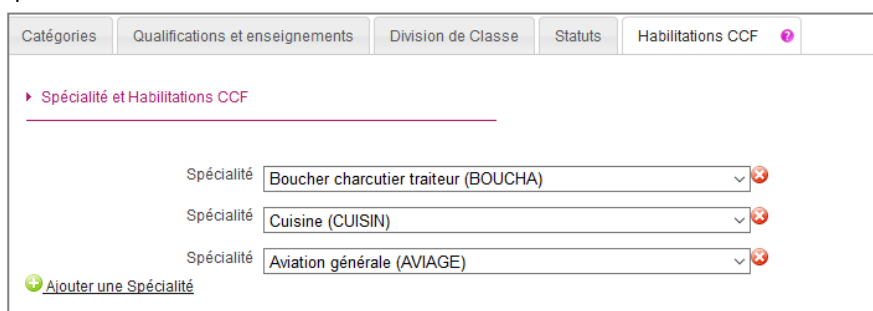 Catégories Qualifications et enseignements Division de Classe Statuts Habilitations CCF ?
Spécialité et Habilitations CCF
Spécialité Boucher charcutier traiteur (BOUCHA)
Spécialité Cuisine (CUISIN)
Spécialité Aviation générale (AVIAGE)
Ajouter une Spécialité